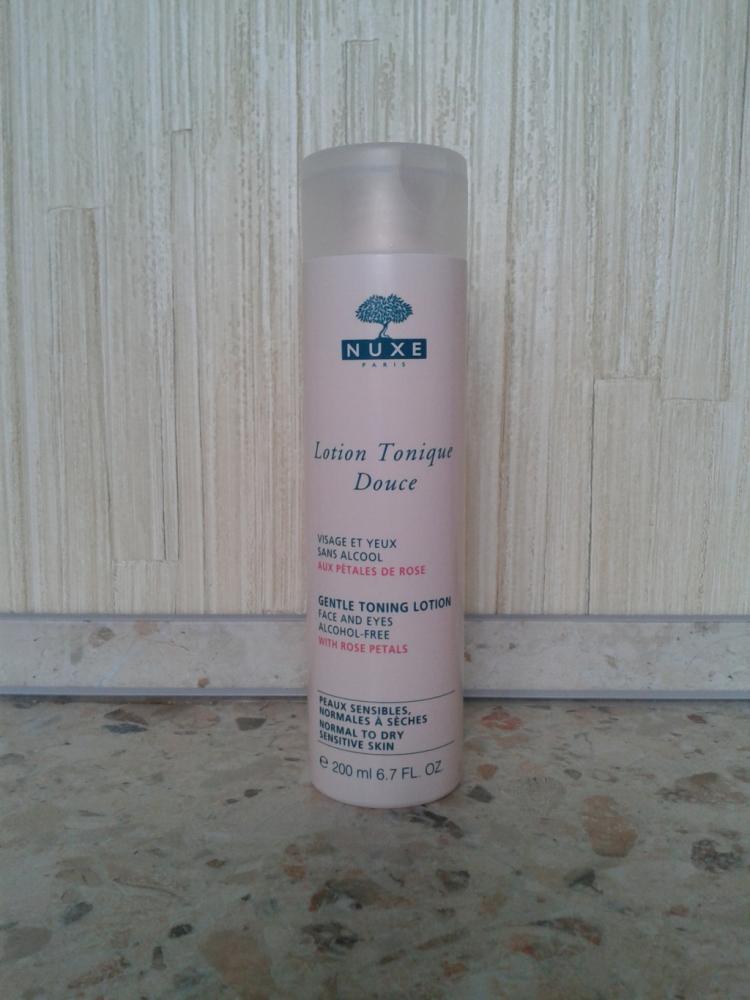 NUXE
PARIS
Lotion Tonique
Douce
VISAGE ET YEUX
SANS ALCOOL
AUX PÉTALES DE ROSE
GENTLE TONING LOTION
FACE AND EYES
ALCOHOL-FREE
WITH ROSE PETALS
PEAUX SENSIBLES,
NORMALES À SÈCHES
NORMAL TO DRY
SENSITIVE SKIN
℮ 200 ml 6.7 FL. OZ.